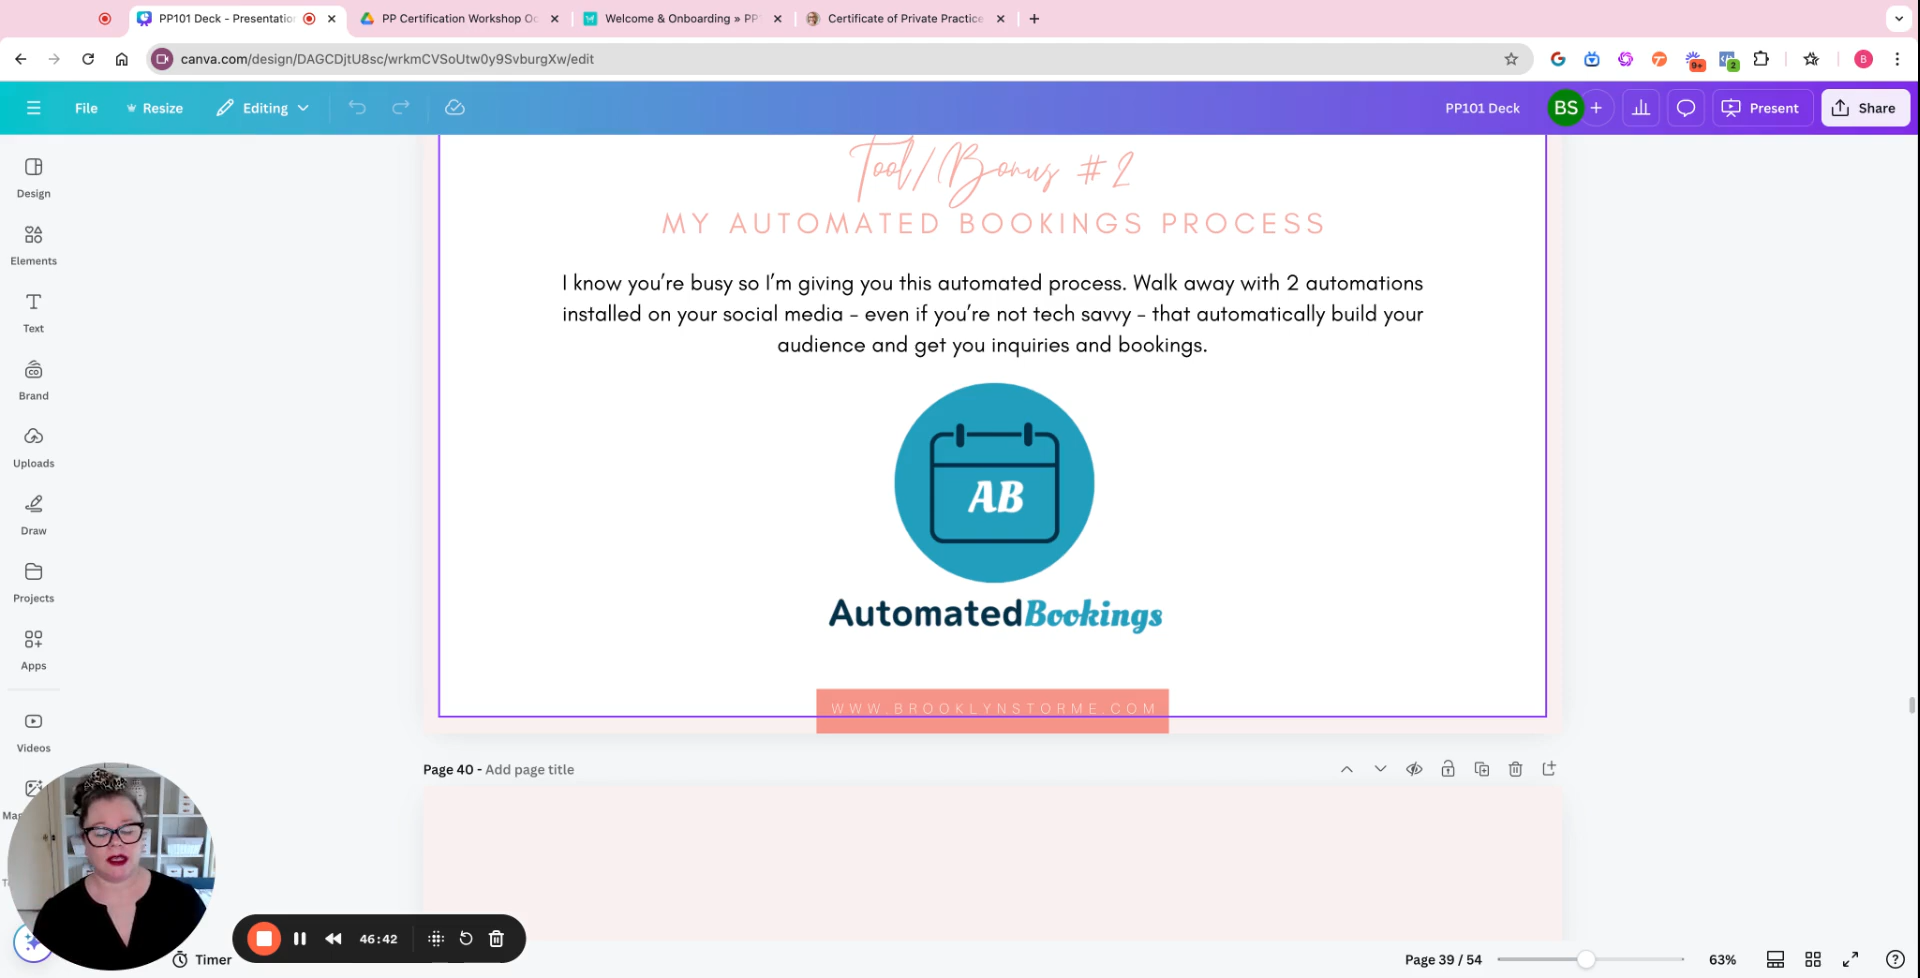 PP101 Deck - Presentation
PP Certification Workshop Oc
Welcome & Onboarding » PP
Certificate of Private Practice
canva.com/design/DAGCDjtU8sc/wrkmCVSoUtw0y9SvburgXw/edit
9+
2
B
File
Resize
Editing
PP101 Deck
BS
Present
Share
Design
Elements
Text
Brand
Uploads
Draw
Projects
Apps
Videos
Tool/Bonus #2
MY AUTOMATED BOOKINGS PROCESS
I know you're busy so I'm giving you this automated process. Walk away with 2 automations
installed on your social media - even if you're not tech savvy - that automatically build your
audience and get you inquiries and bookings.
AB
AutomatedBookings
WWW.BROOKLYNSTORME.COM
Page 40 - Add page title
46:42
Timer
Page 39 / 54
63%